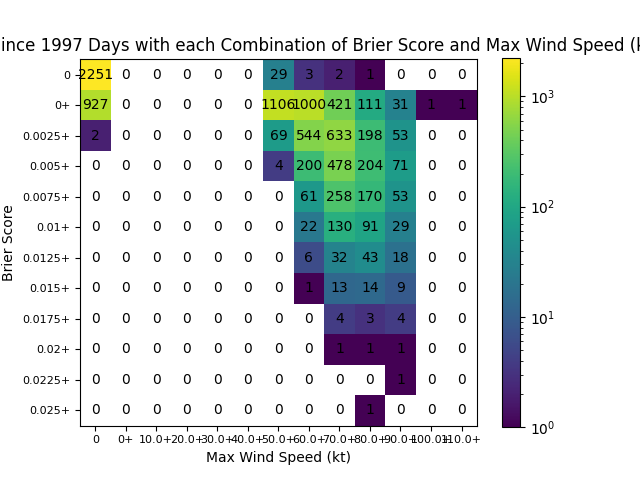 ince 1997 Days with each Combination of Brier Score and Max Wind Speed (k
0 2251 0 0 0 0 0 29 3 2 1 0 0 0
0+ 927 0 0 0 0 0 1106 1000 421 111 31 1 1
0.0025+ 2 0 0 0 0 0 69 544 633 198 53 0 0
0.005+ 0 0 0 0 0 0 4 200 478 204 71 0 0
0.0075+ 0 0 0 0 0 0 0 61 258 170 53 0 0
0.01+ 0 0 0 0 0 0 0 22 130 91 29 0 0
0.0125+ 0 0 0 0 0 0 0 6 32 43 18 0 0
0.015+ 0 0 0 0 0 0 0 1 13 14 9 0 0
0.0175+ 0 0 0 0 0 0 0 0 4 3 4 0 0
0.02+ 0 0 0 0 0 0 0 0 1 1 1 0 0
0.0225+ 0 0 0 0 0 0 0 0 0 0 1 0 0
0.025+ 0 0 0 0 0 0 0 0 0 1 0 0 0
0 0+ 10.0+ 20.0+ 30.0+ 40.0+ 50.0+ 60.0+ 70.0+ 80.0+ 90.0+ 100.0+ 110.0+
Max Wind Speed (kt)
Brier Score
10³
10²
10¹
10⁰